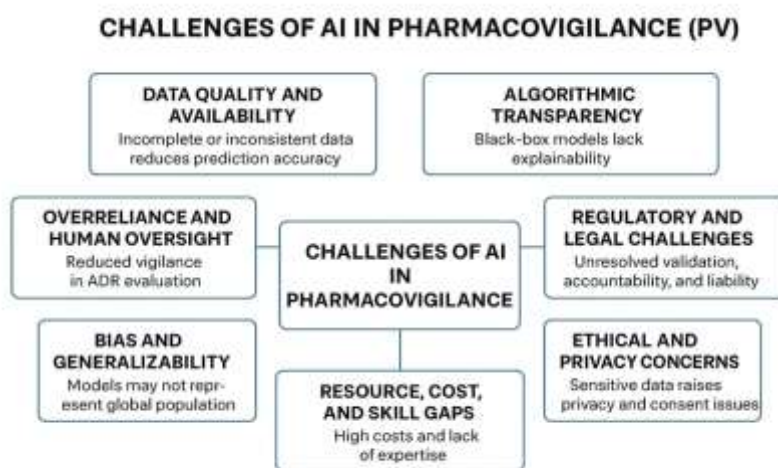 CHALLENGES OF AI IN PHARMACOVIGILANCE (PV)
DATA QUALITY AND
AVAILABILITY
Incomplete or inconsistent data
reduces prediction accuracy
ALGORITHMIC
TRANSPARENCY
Black-box models lack
explainability
OVERRELIANCE AND
HUMAN OVERSIGHT
Reduced vigilance
in ADR evaluation
CHALLENGES OF AI
IN
PHARMACOVIGILANCE
REGULATORY AND
LEGAL CHALLENGES
Unresolved validation,
accountability, and liability
BIAS AND
GENERALIZABILITY
Models may not repr-
esent global population
RESOURCE, COST,
AND SKILL GAPS
High costs and lack
of expertise
ETHICAL AND
PRIVACY CONCERNS
Sensitive data raises
privacy and consent issues